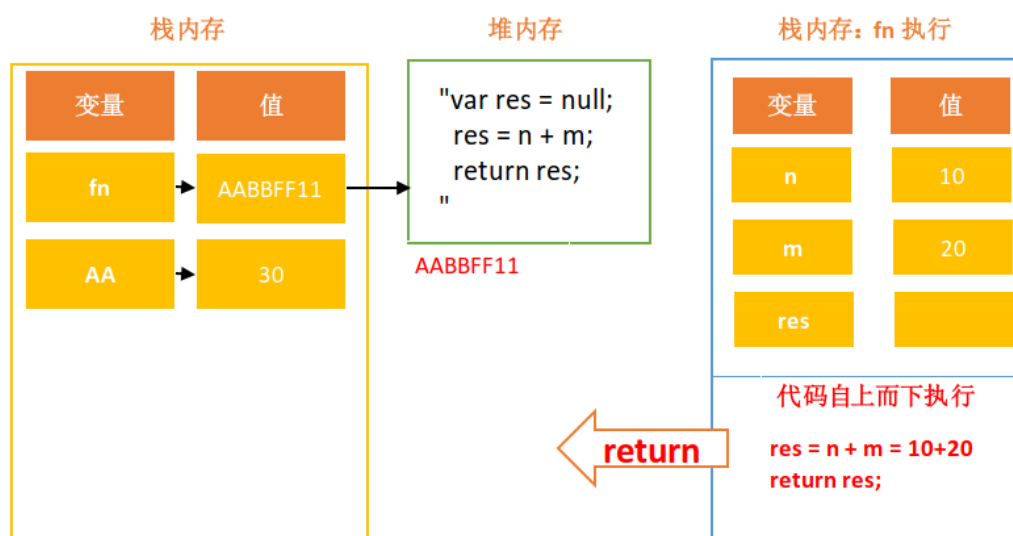 栈内存
变量 值
fn AABBFF11
AA 30
堆内存
"var res = null;
res = n + m;
return res;
"
AABBFF11
栈内存：fn 执行
变量 值
n 10
m 20
res
代码自上而下执行
res = n + m = 10+20
return res;
return